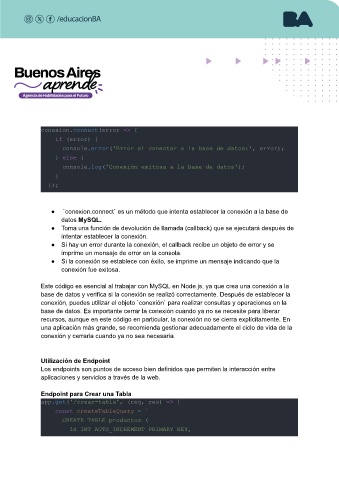 /educacionBA
BA
Buenos Aires
aprende
Agencia de Habilidades para el Futuro
conexion.connect(error => {
if (error) {
console.error('Error al conectar a la base de datos:', error);
} else {
console.log('Conexión exitosa a la base de datos');
}
});
● `conexion.connect` es un método que intenta establecer la conexión a la base de
datos MySQL.
● Toma una función de devolución de llamada (callback) que se ejecutará después de
intentar establecer la conexión.
● Si hay un error durante la conexión, el callback recibe un objeto de error y se
imprime un mensaje de error en la consola.
● Si la conexión se establece con éxito, se imprime un mensaje indicando que la
conexión fue exitosa.
Este código es esencial al trabajar con MySQL en Node.js, ya que crea una conexión a la
base de datos y verifica si la conexión se realizó correctamente. Después de establecer la
conexión, puedes utilizar el objeto `conexión` para realizar consultas y operaciones en la
base de datos. Es importante cerrar la conexión cuando ya no se necesite para liberar
recursos, aunque en este código en particular, la conexión no se cierra explícitamente. En
una aplicación más grande, se recomienda gestionar adecuadamente el ciclo de vida de la
conexión y cerrarla cuando ya no sea necesaria.
Utilización de Endpoint
Los endpoints son puntos de acceso bien definidos que permiten la interacción entre
aplicaciones y servicios a través de la web.
Endpoint para Crear una Tabla
app.get('/crear-tabla', (req, res) => {
const createTableQuery = `
CREATE TABLE productos (
id INT AUTO_INCREMENT PRIMARY KEY,